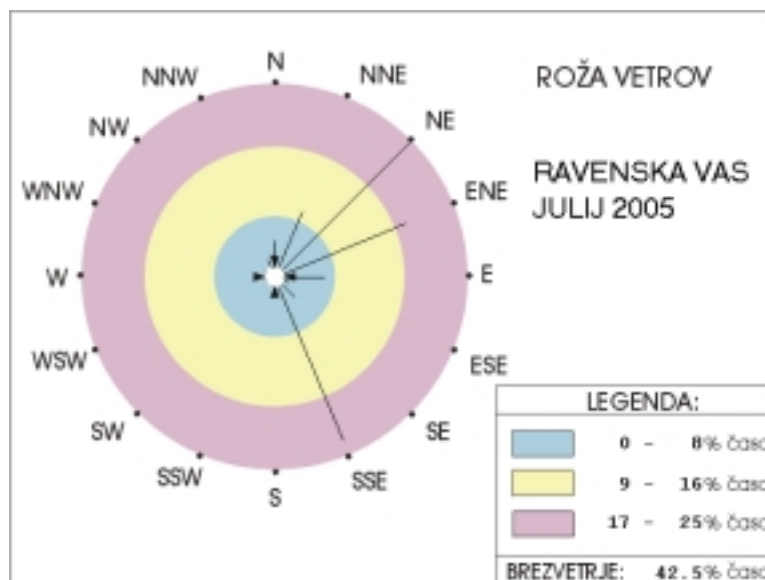 ROŽA VETROV
RAVENSKA VAS
JULIJ 2005
N
NNE
NE
ENE
E
ESE
SE
SSE
S
SSW
SW
WSW
W
WNW
NW
NNW
LEGENDA:
0 - 8% časa
9 - 16% časa
17 - 25% časa
BREZVETRJE: 42.5% časa